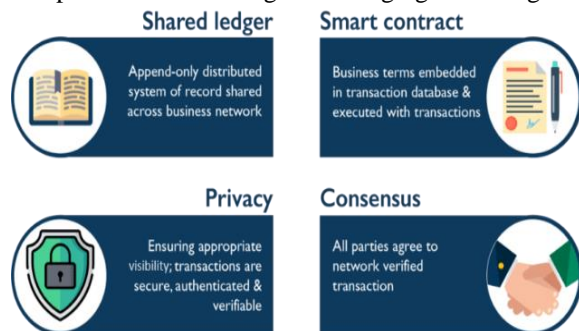 Shared ledger
Append-only distributed
system of record shared
across business network
Smart contract
Business terms embedded
in transaction database &
executed with transactions
Privacy
Ensuring appropriate
visibility; transactions are
secure, authenticated &
verifiable
Consensus
All parties agree to
network verified
transaction